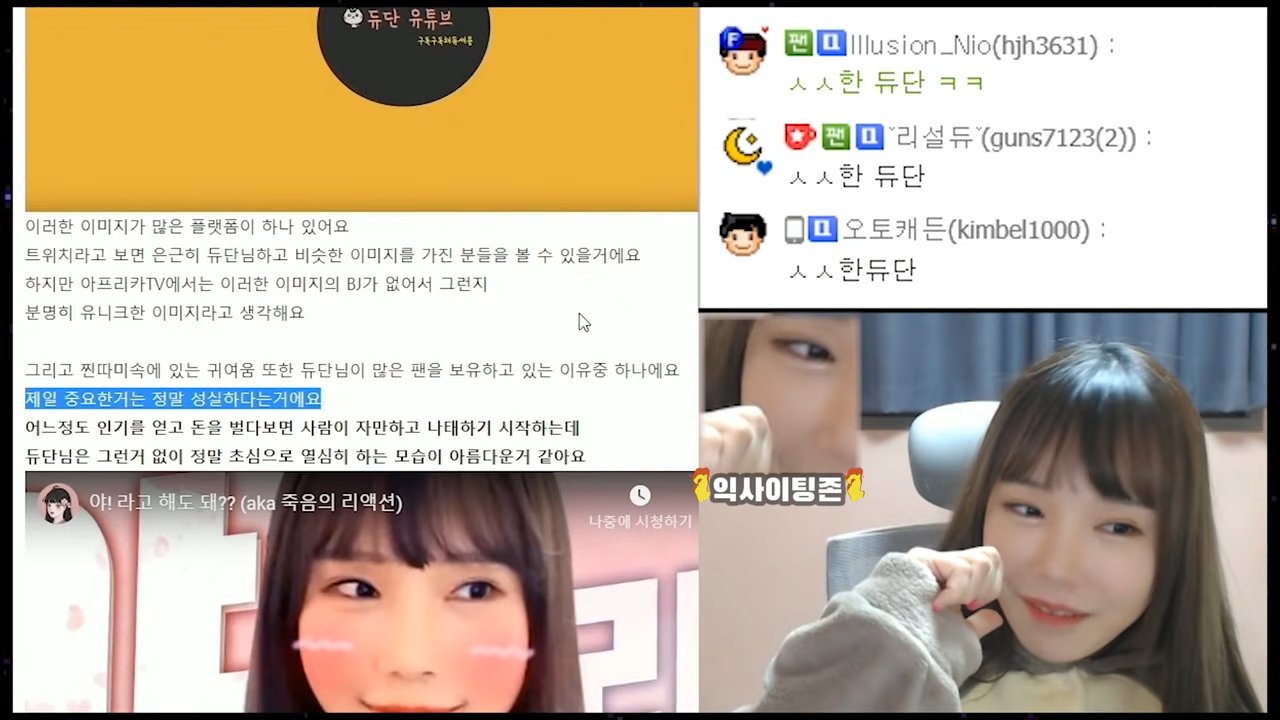 듀단 유튜브
구독구독해듀세욤
이러한 이미지가 많은 플랫폼이 하나 있어요
트위치라고 보면 은근히 듀단님하고 비슷한 이미지를 가진 분들을 볼 수 있을거에요
하지만 아프리카TV에서는 이러한 이미지의 BJ가 없어서 그런지
분명히 유니크한 이미지라고 생각해요
그리고 찐따미속에 있는 귀여움 또한 듀단님이 많은 팬을 보유하고 있는 이유중 하나에요
제일 중요한거는 정말 성실하다는거에요
어느정도 인기를 얻고 돈을 벌다보면 사람이 자만하고 나태하기 시작하는데
듀단님은 그런거 없이 정말 초심으로 열심히 하는 모습이 아름다운거 같아요
야! 라고 해도 돼?? (aka 죽음의 리액션)
나중에 시청하기
F 팬 Illusion_Nio(hjh3631) :
ㅅㅅ한 듀단 ㅋㅋ
팬 ˇ리설듀ˇ(guns7123(2)) :
ㅅㅅ한 듀단
오토캐든(kimbel1000) :
ㅅㅅ한듀단
익사이팅존